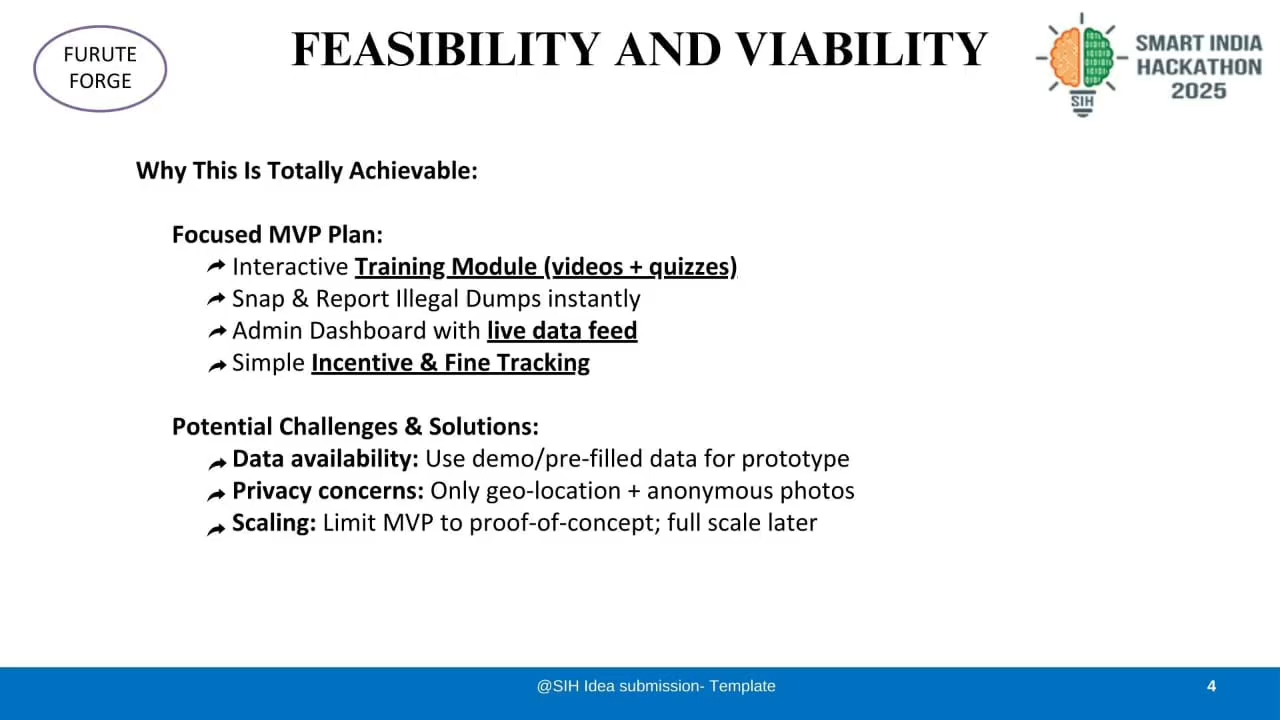 FURUTE
FORGE
FEASIBILITY AND VIABILITY
SMART INDIA
HACKATHON
2025
SIH
Why This Is Totally Achievable:
Focused MVP Plan:
Interactive Training Module (videos + quizzes)
Snap & Report Illegal Dumps instantly
Admin Dashboard with live data feed
Simple Incentive & Fine Tracking
Potential Challenges & Solutions:
Data availability: Use demo/pre-filled data for prototype
Privacy concerns: Only geo-location + anonymous photos
Scaling: Limit MVP to proof-of-concept; full scale later
@SIH Idea submission- Template
4